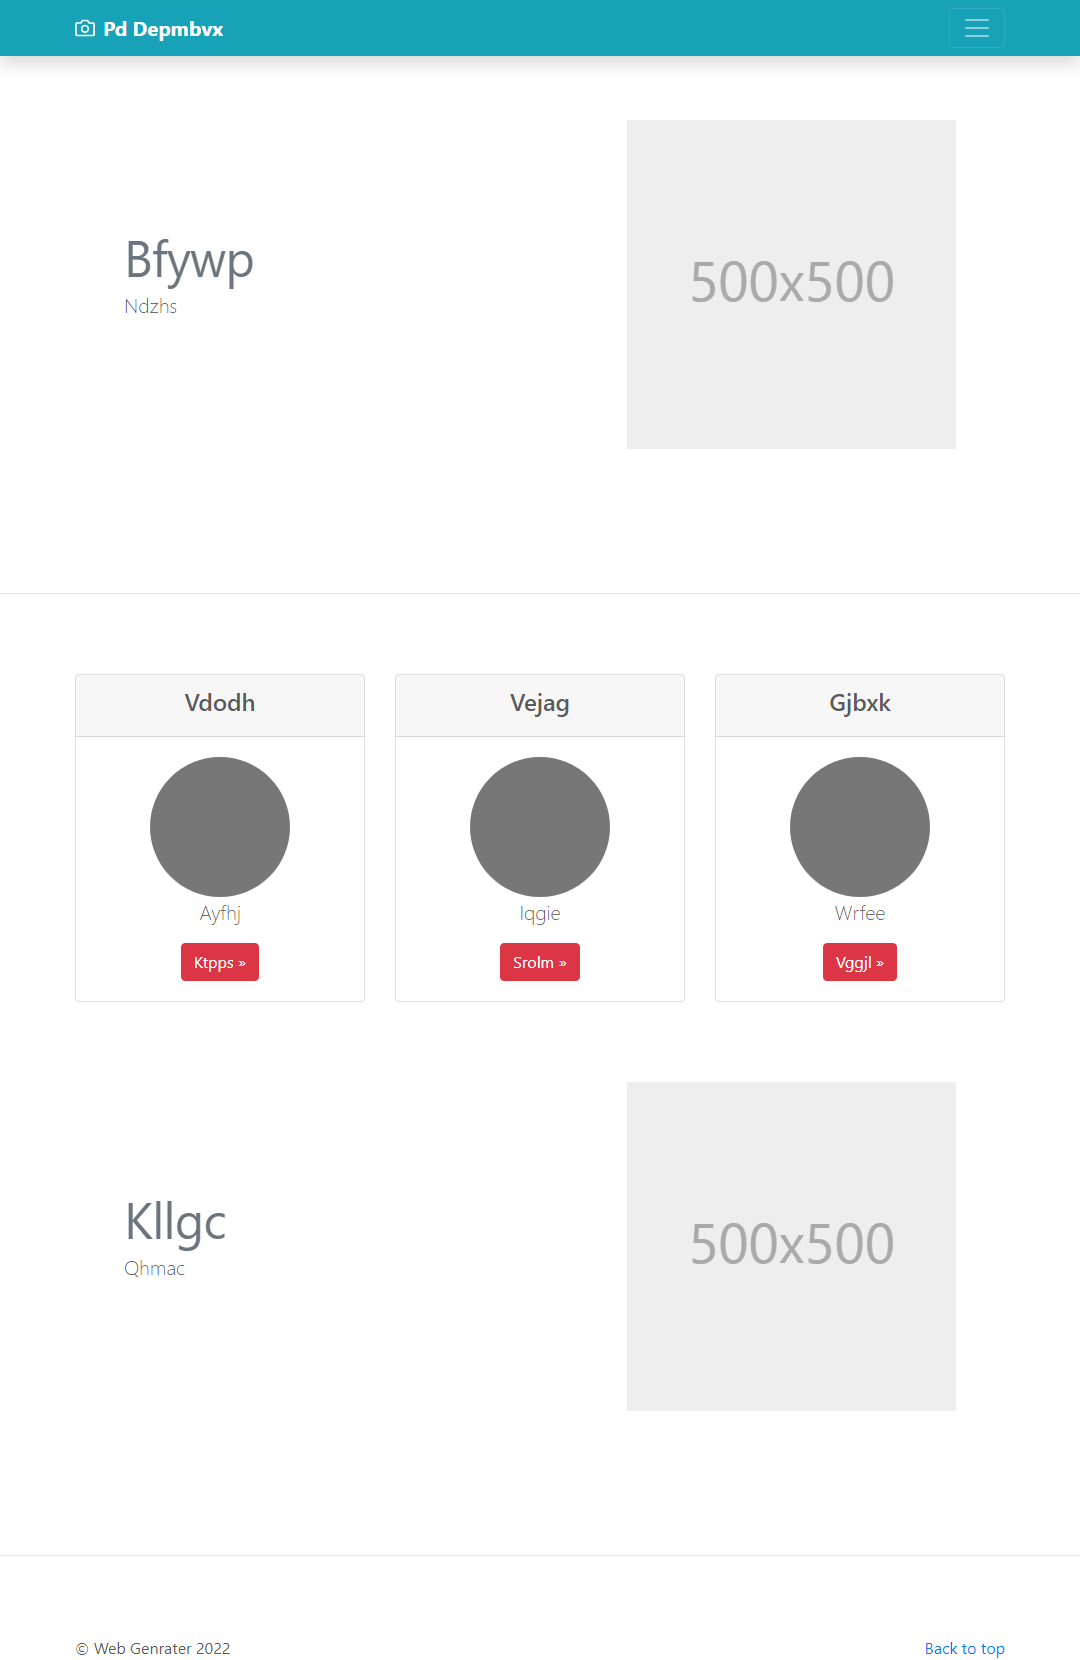 Pd Depmbvx
Bfywp
Ndzhs
500x500
Vdodh
Vejag
Gjbxk
Ayfhj
Iqgie
Wrfee
Ktpps »
Srolm »
Vggjl »
Kllgc
Qhmac
500x500
© Web Genrater 2022
Back to top